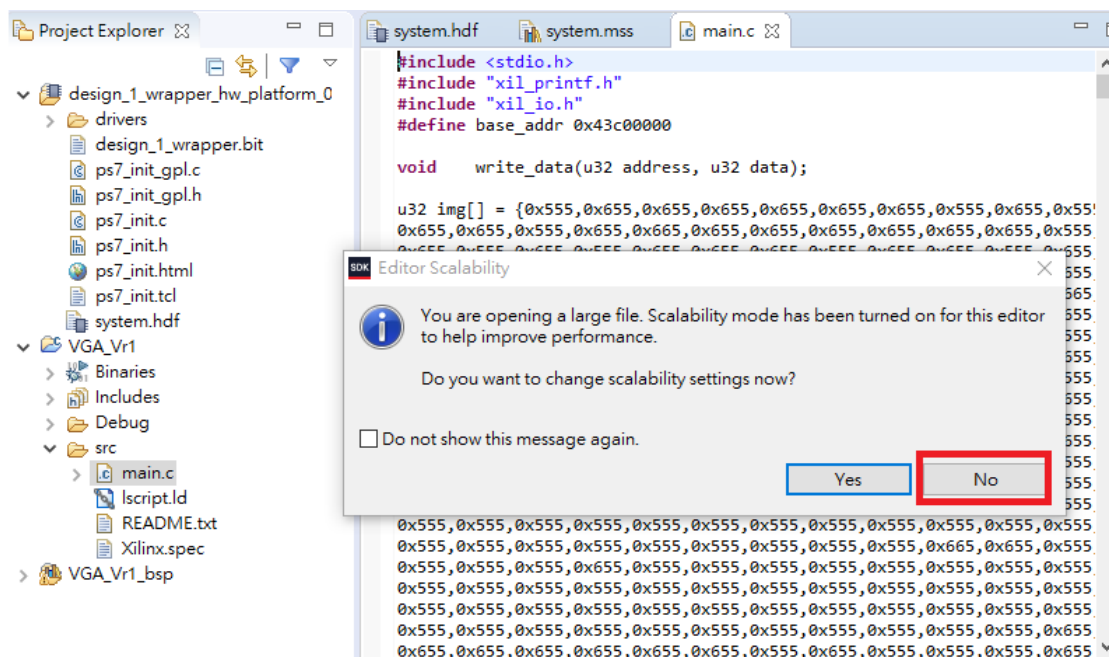 Project Explorer
system.hdf
system.mss
main.c
design_1_wrapper_hw_platform_0
drivers
design_1_wrapper.bit
ps7_init_gpl.c
ps7_init_gpl.h
ps7_init.c
ps7_init.h
ps7_init.html
ps7_init.tcl
system.hdf
VGA_Vr1
Binaries
Includes
Debug
src
main.c
lscript.ld
README.txt
Xilinx.spec
VGA_Vr1_bsp
#include <stdio.h>
#include "xil_printf.h"
#include "xil_io.h"
#define base_addr 0x43c00000
void    write_data(u32 address, u32 data);
u32 img[] = {0x555,0x655,0x655,0x655,0x655,0x655,0x655,0x555,0x655,0x55
0x655,0x655,0x555,0x655,0x665,0x655,0x655,0x655,0x655,0x655,0x655,0x555
SDK Editor Scalability
You are opening a large file. Scalability mode has been turned on for this editor
to help improve performance.
Do you want to change scalability settings now?
Do not show this message again.
Yes
No
0x555,0x555,0x555,0x555,0x555,0x555,0x555,0x555,0x555,0x555,0x555,0x555
0x555,0x555,0x555,0x555,0x555,0x555,0x555,0x555,0x555,0x665,0x655,0x555
0x555,0x555,0x555,0x655,0x555,0x555,0x555,0x555,0x555,0x555,0x555,0x555
0x555,0x555,0x555,0x555,0x555,0x555,0x555,0x555,0x555,0x555,0x555,0x555
0x555,0x555,0x555,0x555,0x555,0x555,0x555,0x555,0x555,0x555,0x555,0x555
0x555,0x555,0x555,0x555,0x555,0x555,0x555,0x655,0x555,0x555,0x555,0x655
0x655,0x655,0x655,0x655,0x655,0x655,0x655,0x655,0x655,0x655,0x655,0x655